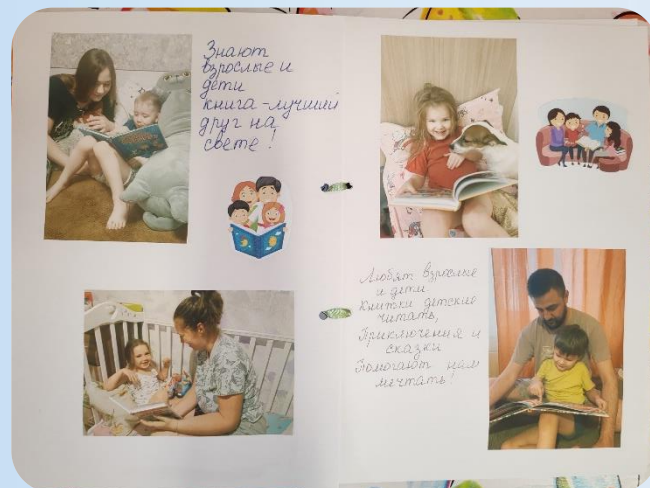 Знают
взрослые и
дети
книга-лучший
друг на
свете!
Любят взрослые
и дети
Книжки детские
читать,
Приключения и
сказки
Помогают нам
мечтать!